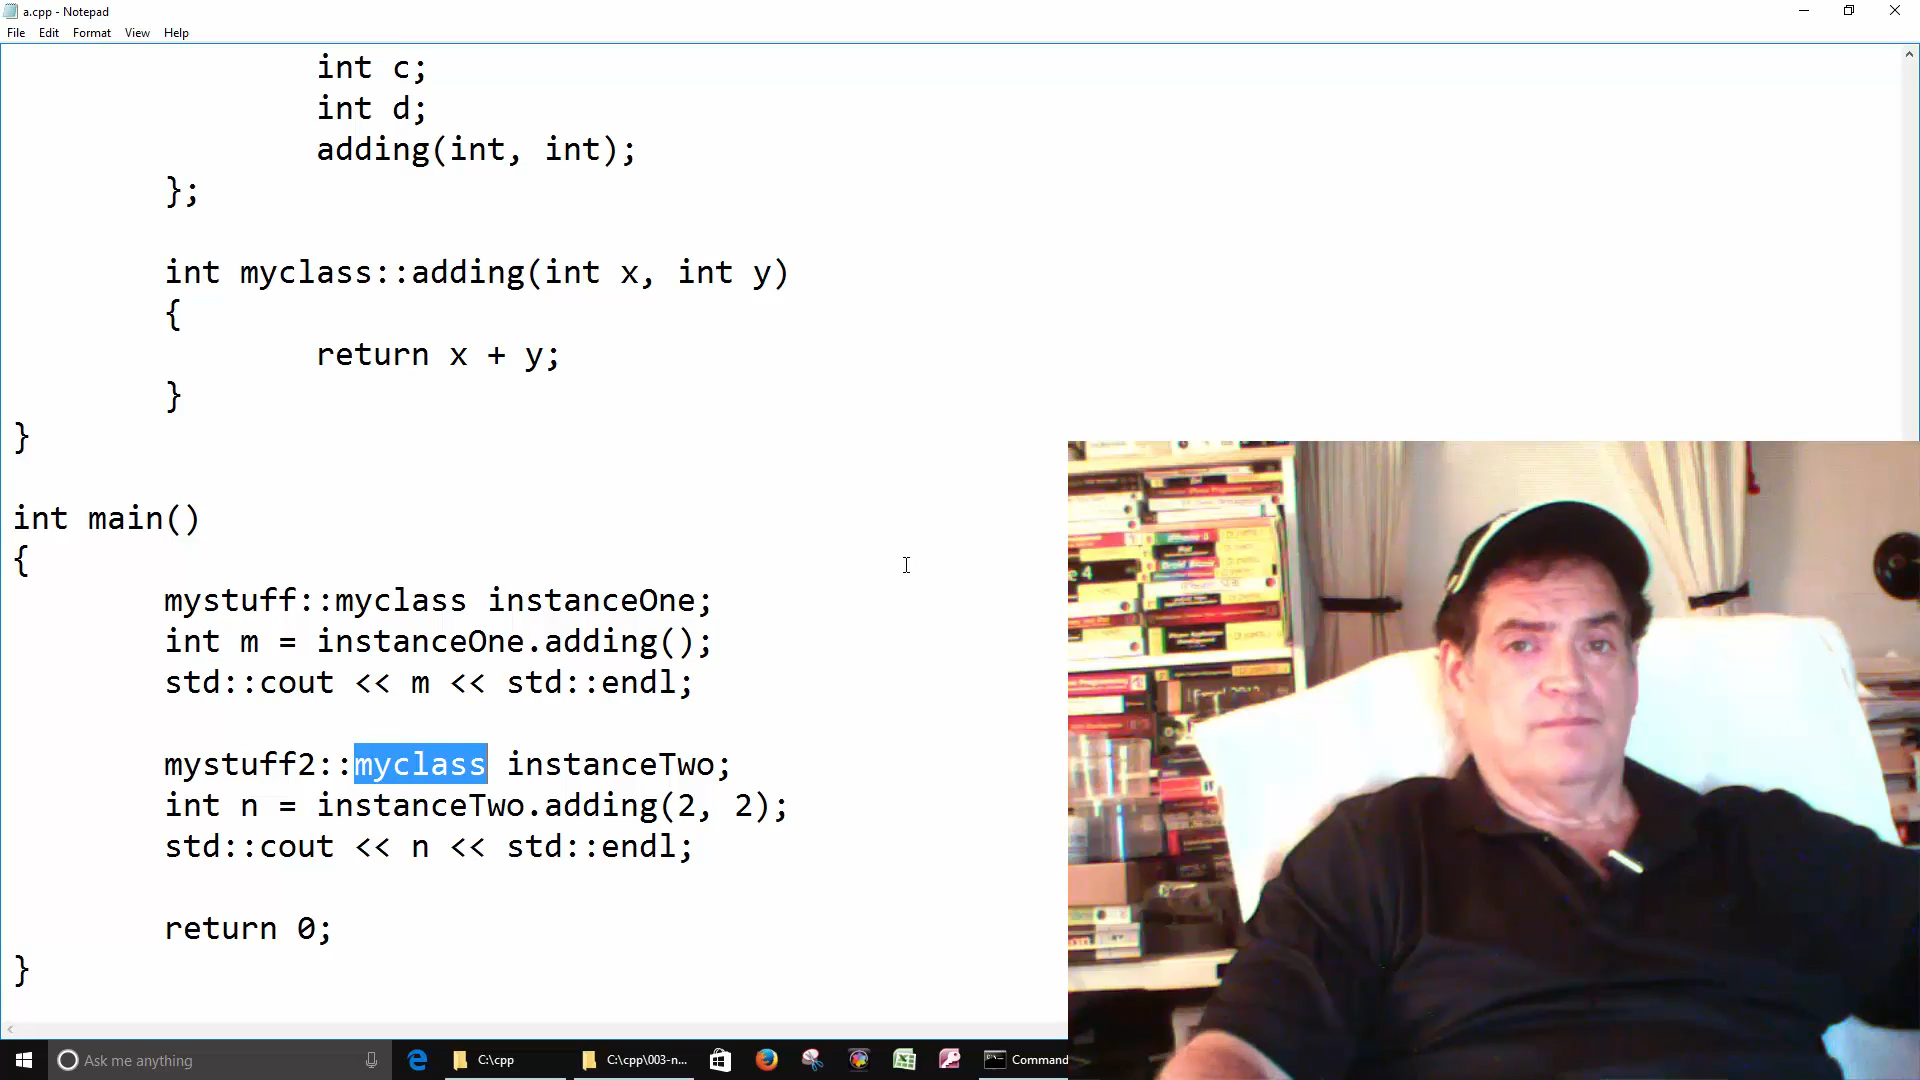 a.cpp - Notepad
File Edit Format View Help
int c;
int d;
adding(int, int);
};
int myclass::adding(int x, int y)
{
return x + y;
}
}
int main()
{
mystuff::myclass instanceOne;
int m = instanceOne.adding();
std::cout << m << std::endl;
mystuff2::myclass instanceTwo;
int n = instanceTwo.adding(2, 2);
std::cout << n << std::endl;
return 0;
}
Ask me anything
C:\cpp
C:\cpp\003-n...
Command